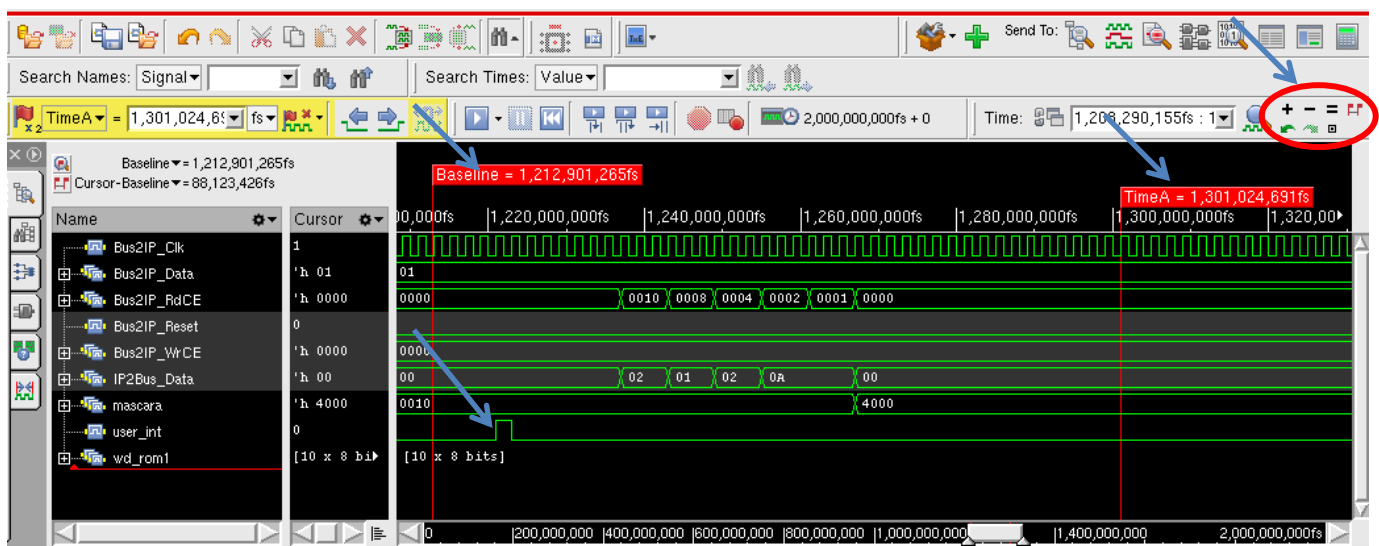 Send To:
Search Names: Signal
Search Times: Value
x 2 TimeA = 1,301,024,6 fs
2,000,000,000fs + 0
Time: 1,208,290,155fs : 1
Baseline = 1,212,901,265fs
Cursor-Baseline = 88,123,426fs
Baseline = 1,212,901,265fs
TimeA = 1,301,024,691fs
Name Cursor
00,000fs 1,220,000,000fs 1,240,000,000fs 1,260,000,000fs 1,280,000,000fs 1,300,000,000fs 1,320,00
Bus2IP_Clk 1
Bus2IP_Data 'h 01 01
Bus2IP_RdCE 'h 0000 0000 0010 0008 0004 0002 0001 0000
Bus2IP_Reset 0
Bus2IP_WrCE 'h 0000 0000
IP2Bus_Data 'h 00 00 02 01 02 0A 00
mascara 'h 4000 0010 4000
user_int 0
wd_rom1 [10 x 8 bi [10 x 8 bits]
0 200,000,000 400,000,000 600,000,000 800,000,000 1,000,000,000 1,400,000,000 2,000,000,000fs